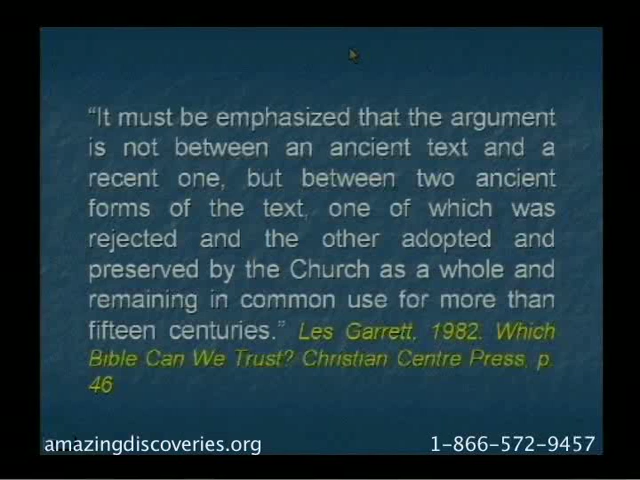 “It must be emphasized that the argument
is not between an ancient text and a
recent one, but between two ancient
forms of the text, one of which was
rejected and the other adopted and
preserved by the Church as a whole and
remaining in common use for more than
fifteen centuries.” Les Garrett, 1982. Which
Bible Can We Trust? Christian Centre Press, p.
46
amazingdiscoveries.org 1-866-572-9457